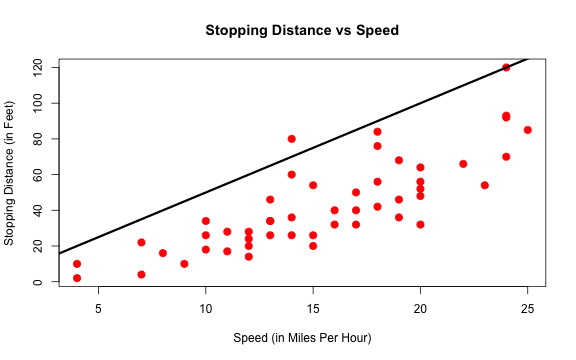 Stopping Distance vs Speed
Stopping Distance (in Feet)
120
100
80
60
40
20
0
5 10 15 20 25
Speed (in Miles Per Hour)